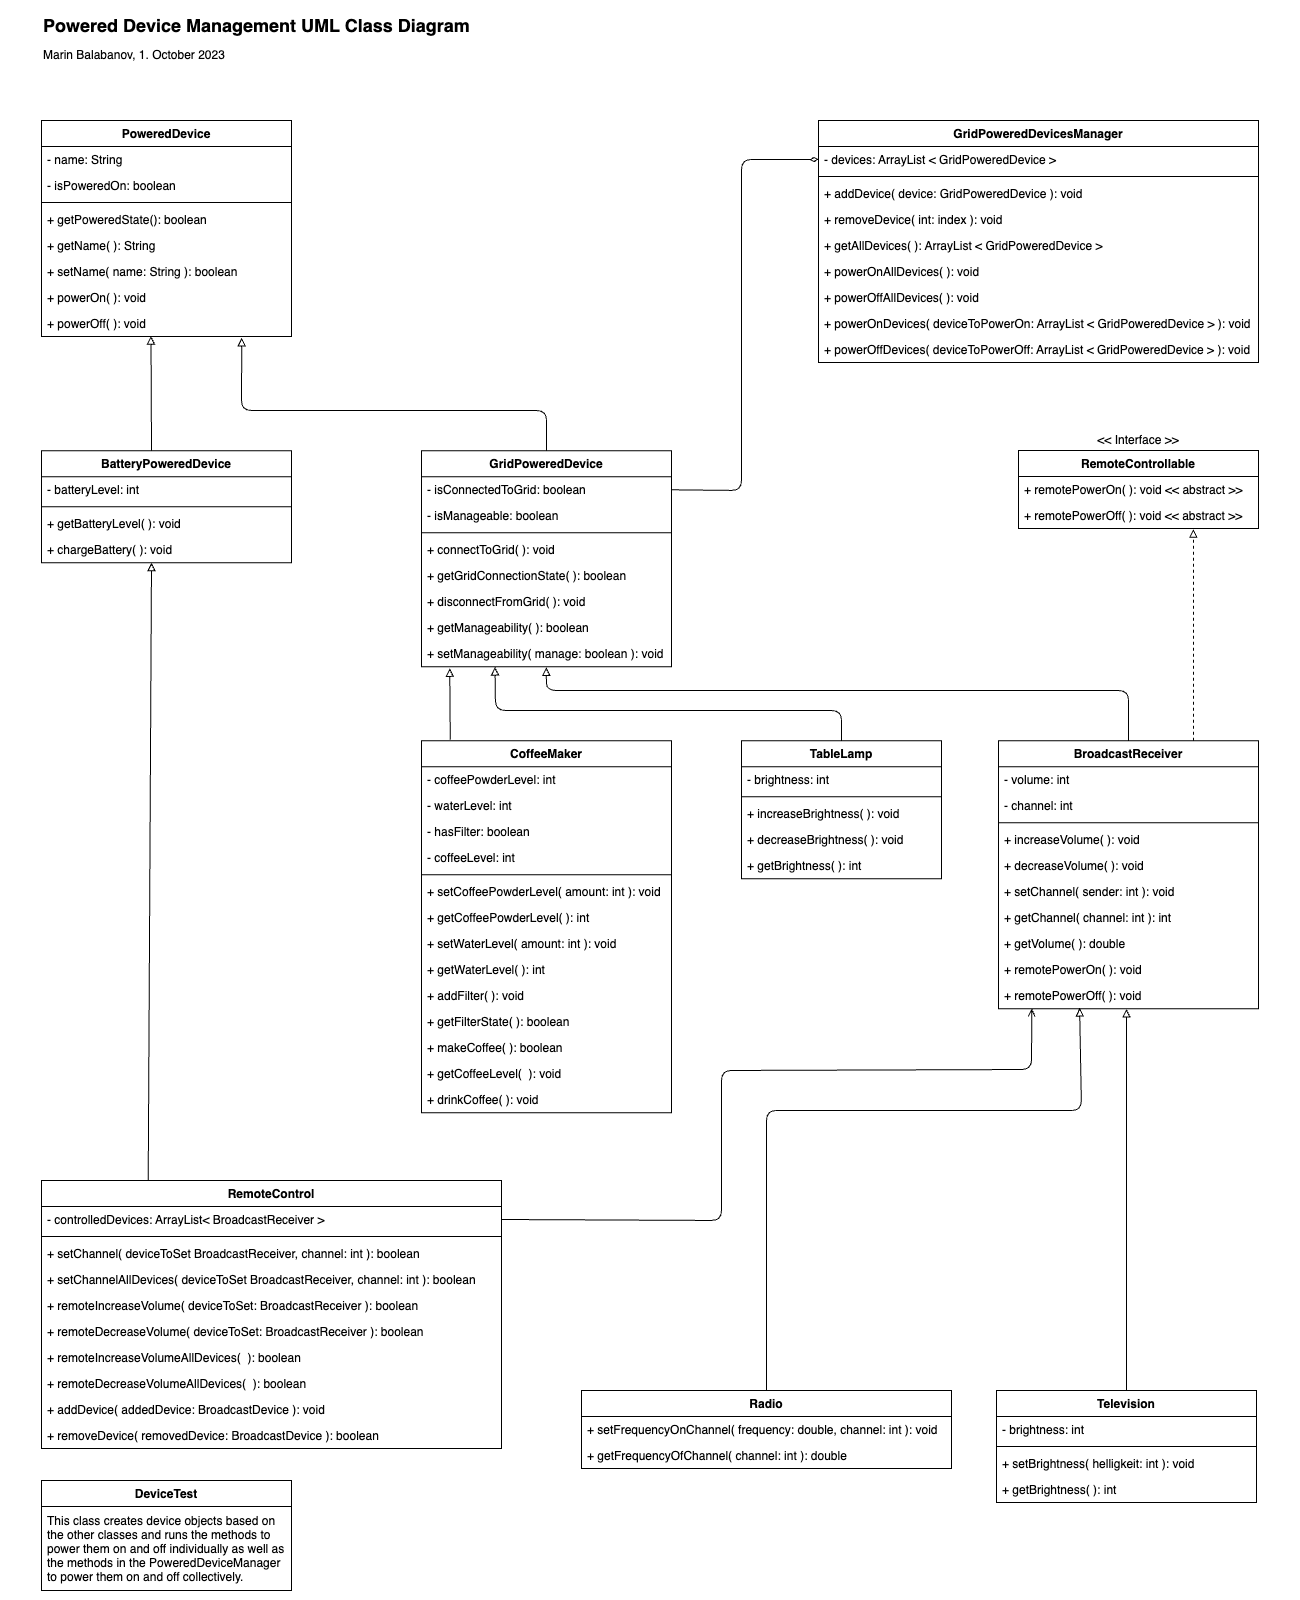 Powered Device Management UML Class Diagram
Marin Balabanov, 1. October 2023
PoweredDevice
- name: String
- isPoweredOn: boolean
+ getPoweredState(): boolean
+ getName( ): String
+ setName( name: String ): boolean
+ powerOn( ): void
+ powerOff( ): void
GridPoweredDevicesManager
- devices: ArrayList < GridPoweredDevice >
+ addDevice( device: GridPoweredDevice ): void
+ removeDevice( int: index ): void
+ getAllDevices( ): ArrayList < GridPoweredDevice >
+ powerOnAllDevices( ): void
+ powerOffAllDevices( ): void
+ powerOnDevices( deviceToPowerOn: ArrayList < GridPoweredDevice > ): void
+ powerOffDevices( deviceToPowerOff: ArrayList < GridPoweredDevice > ): void
BatteryPoweredDevice
- batteryLevel: int
+ getBatteryLevel( ): void
+ chargeBattery( ): void
GridPoweredDevice
- isConnectedToGrid: boolean
- isManageable: boolean
+ connectToGrid( ): void
+ getGridConnectionState( ): boolean
+ disconnectFromGrid( ): void
+ getManageability( ): boolean
+ setManageability( manage: boolean ): void
<< Interface >>
RemoteControllable
+ remotePowerOn( ): void << abstract >>
+ remotePowerOff( ): void << abstract >>
CoffeeMaker
- coffeePowderLevel: int
- waterLevel: int
- hasFilter: boolean
- coffeeLevel: int
+ setCoffeePowderLevel( amount: int ): void
+ getCoffeePowderLevel( ): int
+ setWaterLevel( amount: int ): void
+ getWaterLevel( ): int
+ addFilter( ): void
+ getFilterState( ): boolean
+ makeCoffee( ): boolean
+ getCoffeeLevel(  ): void
+ drinkCoffee( ): void
TableLamp
- brightness: int
+ increaseBrightness( ): void
+ decreaseBrightness( ): void
+ getBrightness( ): int
BroadcastReceiver
- volume: int
- channel: int
+ increaseVolume( ): void
+ decreaseVolume( ): void
+ setChannel( sender: int ): void
+ getChannel( channel: int ): int
+ getVolume( ): double
+ remotePowerOn( ): void
+ remotePowerOff( ): void
RemoteControl
- controlledDevices: ArrayList< BroadcastReceiver >
+ setChannel( deviceToSet BroadcastReceiver, channel: int ): boolean
+ setChannelAllDevices( deviceToSet BroadcastReceiver, channel: int ): boolean
+ remoteIncreaseVolume( deviceToSet: BroadcastReceiver ): boolean
+ remoteDecreaseVolume( deviceToSet: BroadcastReceiver ): boolean
+ remoteIncreaseVolumeAllDevices(  ): boolean
+ remoteDecreaseVolumeAllDevices(  ): boolean
+ addDevice( addedDevice: BroadcastDevice ): void
+ removeDevice( removedDevice: BroadcastDevice ): boolean
Radio
+ setFrequencyOnChannel( frequency: double, channel: int ): void
+ getFrequencyOfChannel( channel: int ): double
Television
- brightness: int
+ setBrightness( helligkeit: int ): void
+ getBrightness( ): int
DeviceTest
This class creates device objects based on
the other classes and runs the methods to
power them on and off individually as well as
the methods in the PoweredDeviceManager
to power them on and off collectively.